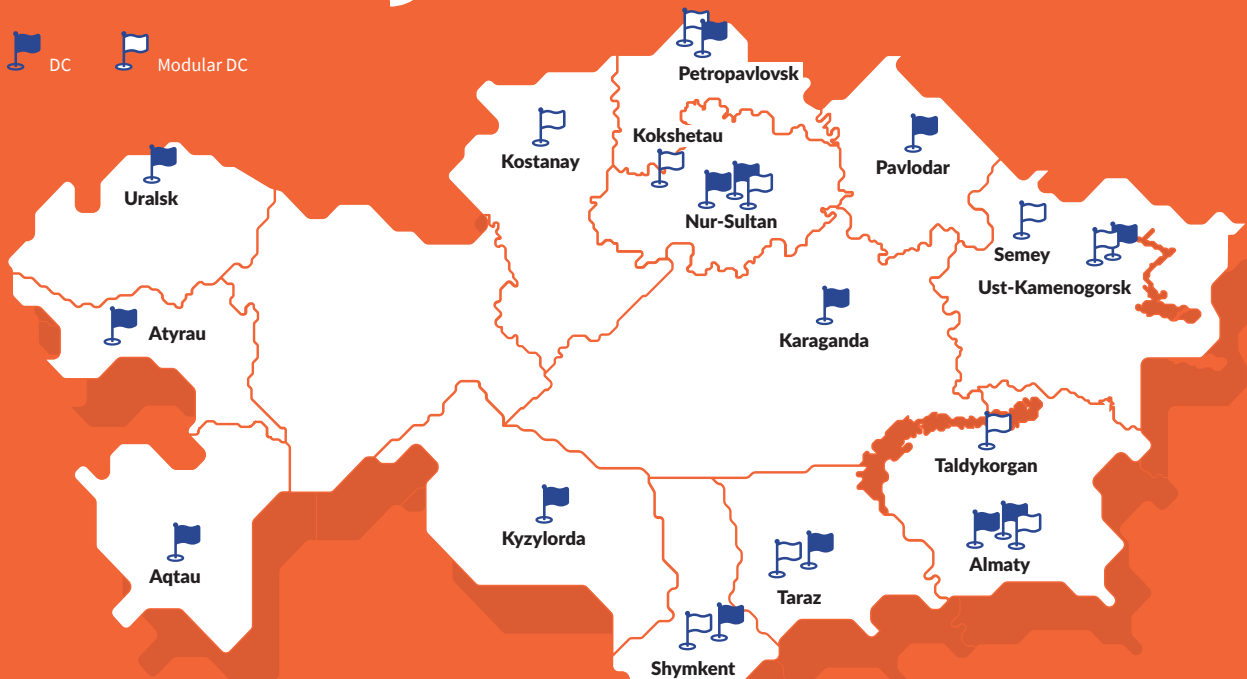 DC
Modular DC
Petropavlovsk
Kokshetau
Kostanay
Pavlodar
Uralsk
Nur-Sultan
Semey
Ust-Kamenogorsk
Atyrau
Karaganda
Taldykorgan
Kyzylorda
Almaty
Aqtau
Taraz
Shymkent